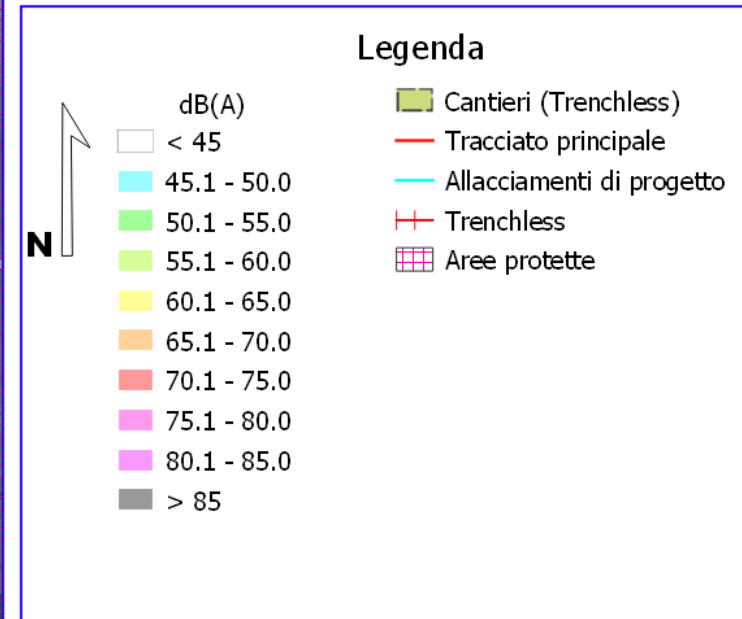 Legenda
N
dB(A)
< 45
45.1 - 50.0
50.1 - 55.0
55.1 - 60.0
60.1 - 65.0
65.1 - 70.0
70.1 - 75.0
75.1 - 80.0
80.1 - 85.0
> 85
Cantieri (Trenchless)
Tracciato principale
Allacciamenti di progetto
Trenchless
Aree protette